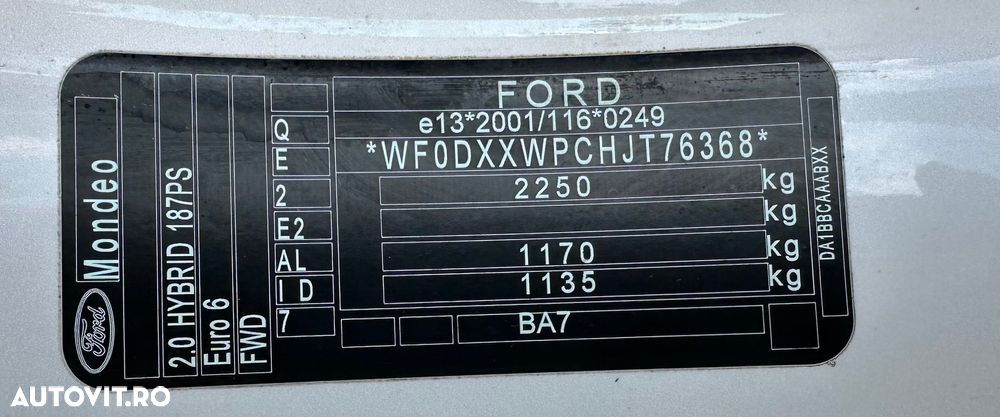 FORD
e13*2001/116*0249
*WF0DXXWPCHJT76368*
2250 kg
kg
1170 kg
1135 kg
BA7
Q
E
2
E2
AL
ID
7
Mondeo
2.0 HYBRID 187PS
Euro 6
FWD
Ford
DA1BBCAAABXX
AUTOVIT.RO